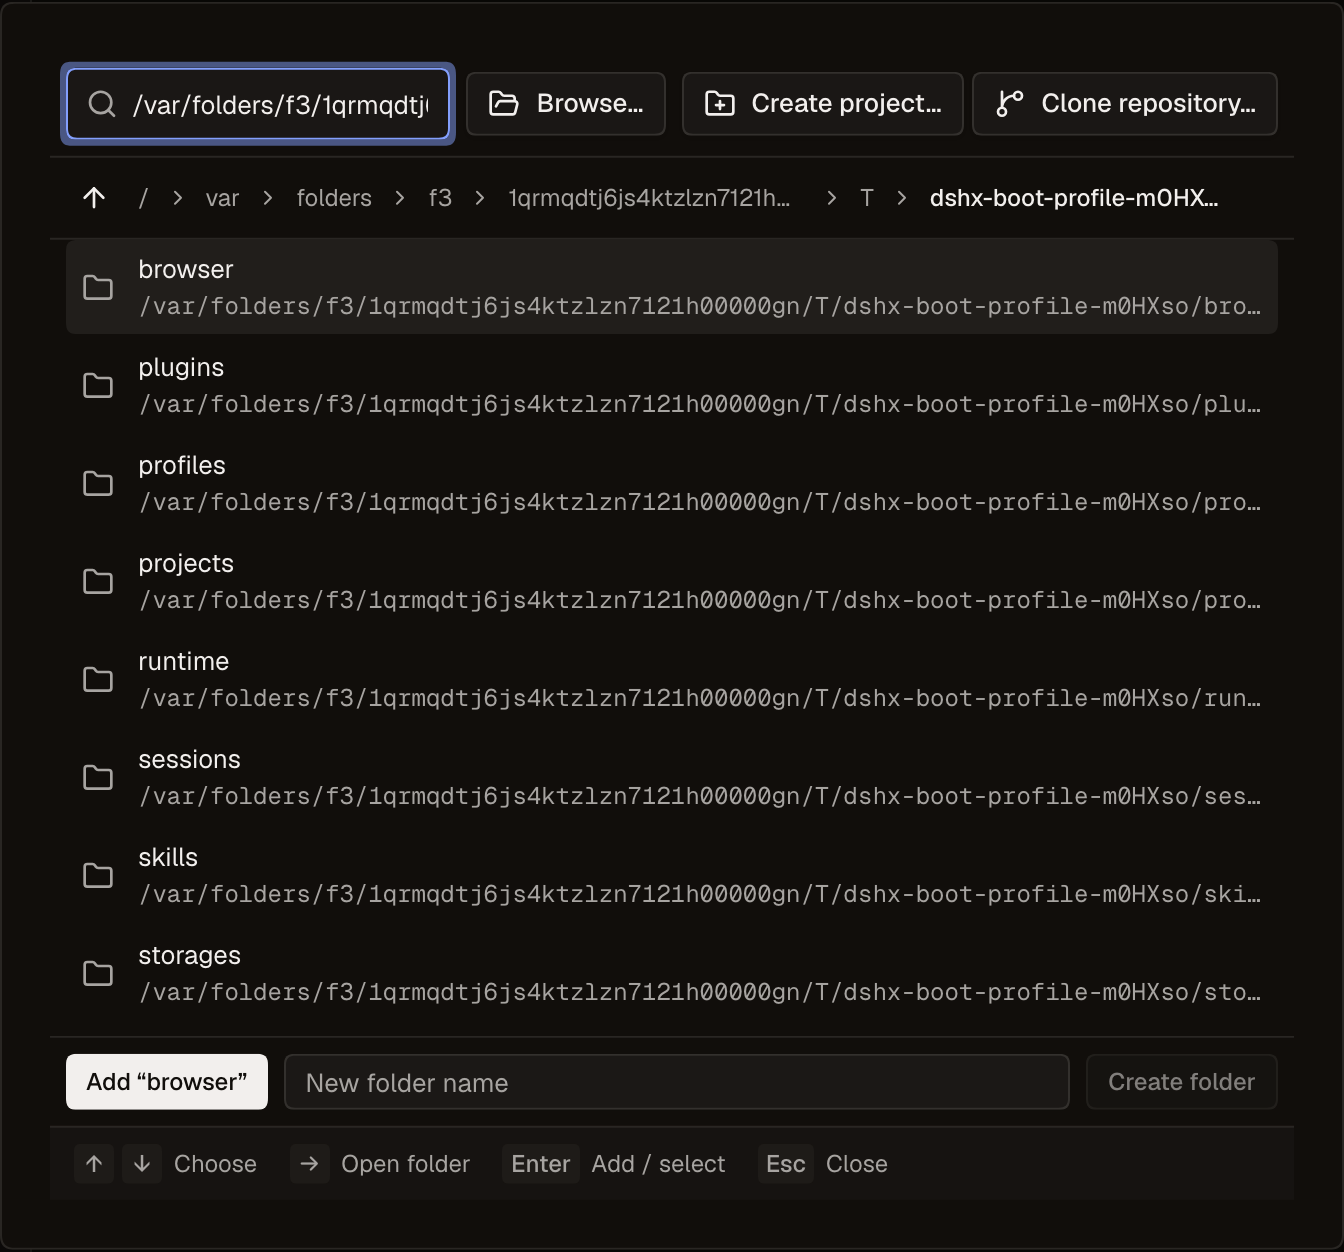 /var/folders/f3/1qrmqdtj Browse… Create project… Clone repository…
/ > var > folders > f3 > 1qrmqdtj6js4ktzlzn7121h… > T > dshx-boot-profile-m0HX…
browser
/var/folders/f3/1qrmqdtj6js4ktzlzn7121h00000gn/T/dshx-boot-profile-m0HXso/bro…
plugins
/var/folders/f3/1qrmqdtj6js4ktzlzn7121h00000gn/T/dshx-boot-profile-m0HXso/plu…
profiles
/var/folders/f3/1qrmqdtj6js4ktzlzn7121h00000gn/T/dshx-boot-profile-m0HXso/pro…
projects
/var/folders/f3/1qrmqdtj6js4ktzlzn7121h00000gn/T/dshx-boot-profile-m0HXso/pro…
runtime
/var/folders/f3/1qrmqdtj6js4ktzlzn7121h00000gn/T/dshx-boot-profile-m0HXso/run…
sessions
/var/folders/f3/1qrmqdtj6js4ktzlzn7121h00000gn/T/dshx-boot-profile-m0HXso/ses…
skills
/var/folders/f3/1qrmqdtj6js4ktzlzn7121h00000gn/T/dshx-boot-profile-m0HXso/ski…
storages
/var/folders/f3/1qrmqdtj6js4ktzlzn7121h00000gn/T/dshx-boot-profile-m0HXso/sto…
Add “browser” New folder name Create folder
↑ ↓ Choose → Open folder Enter Add / select Esc Close